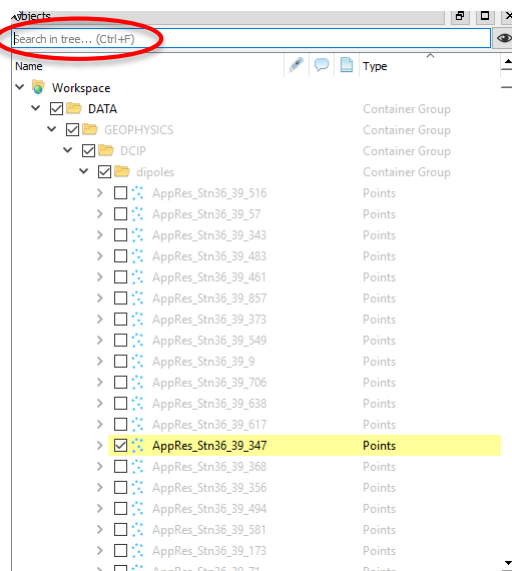 Objects
Search in tree... (Ctrl+F)
Name Type
Workspace
DATA Container Group
GEOPHYSICS Container Group
DCIP Container Group
dipoles Container Group
AppRes_Stn36_39_516 Points
AppRes_Stn36_39_57 Points
AppRes_Stn36_39_343 Points
AppRes_Stn36_39_483 Points
AppRes_Stn36_39_461 Points
AppRes_Stn36_39_857 Points
AppRes_Stn36_39_373 Points
AppRes_Stn36_39_549 Points
AppRes_Stn36_39_9 Points
AppRes_Stn36_39_706 Points
AppRes_Stn36_39_638 Points
AppRes_Stn36_39_617 Points
AppRes_Stn36_39_347 Points
AppRes_Stn36_39_368 Points
AppRes_Stn36_39_356 Points
AppRes_Stn36_39_494 Points
AppRes_Stn36_39_581 Points
AppRes_Stn36_39_173 Points
AppRes_Stn36_39_71 Points